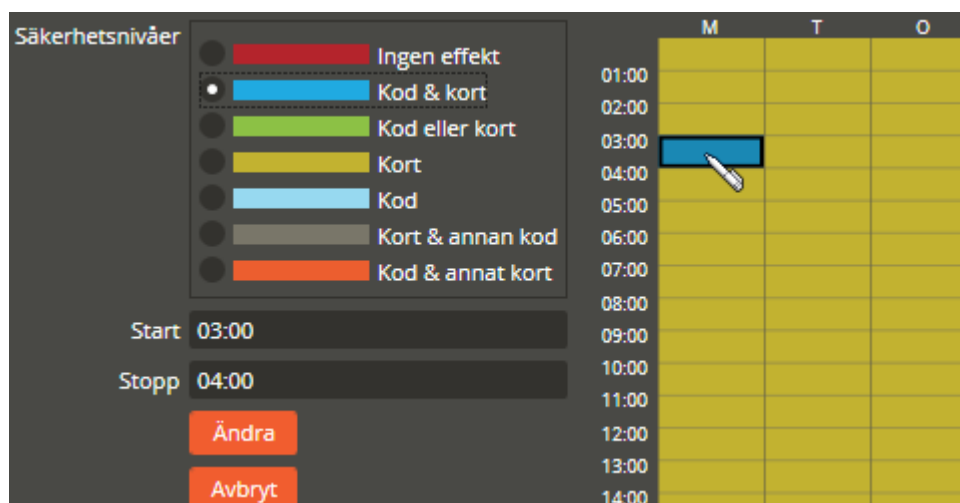 Säkerhetsnivåer
Ingen effekt
Kod & kort
Kod eller kort
Kort
Kod
Kort & annan kod
Kod & annat kort
Start 03:00
Stopp 04:00
Ändra
Avbryt
M T O
01:00
02:00
03:00
04:00
05:00
06:00
07:00
08:00
09:00
10:00
11:00
12:00
13:00
14:00